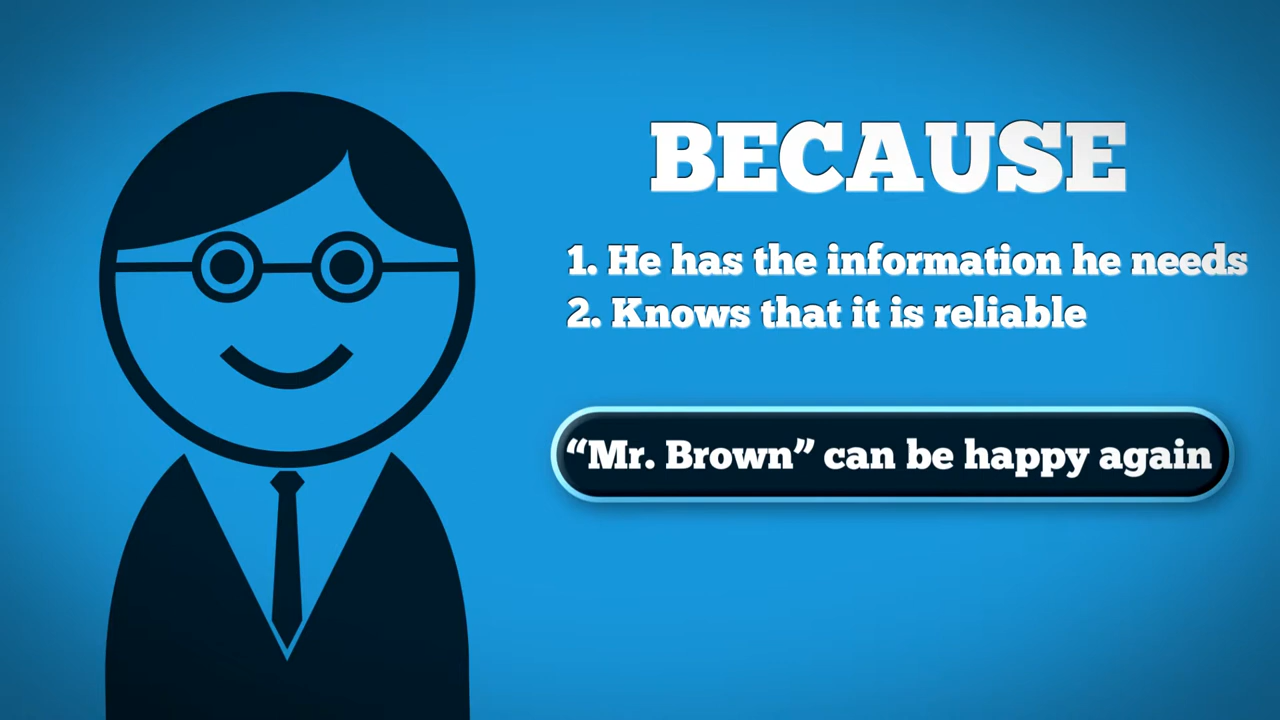 BECAUSE
1. He has the information he needs
2. Knows that it is reliable
“Mr. Brown” can be happy again